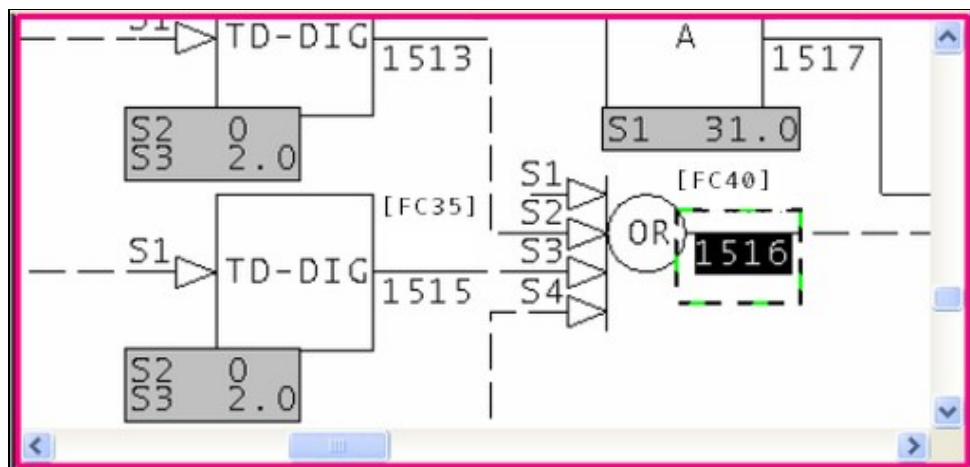 S1
TD-DIG
1513
S2 0
S3 2.0
A
1517
S1 31.0
[FC35]
S1
TD-DIG
1515
S2 0
S3 2.0
S1
S2
S3
S4
OR
[FC40]
1516